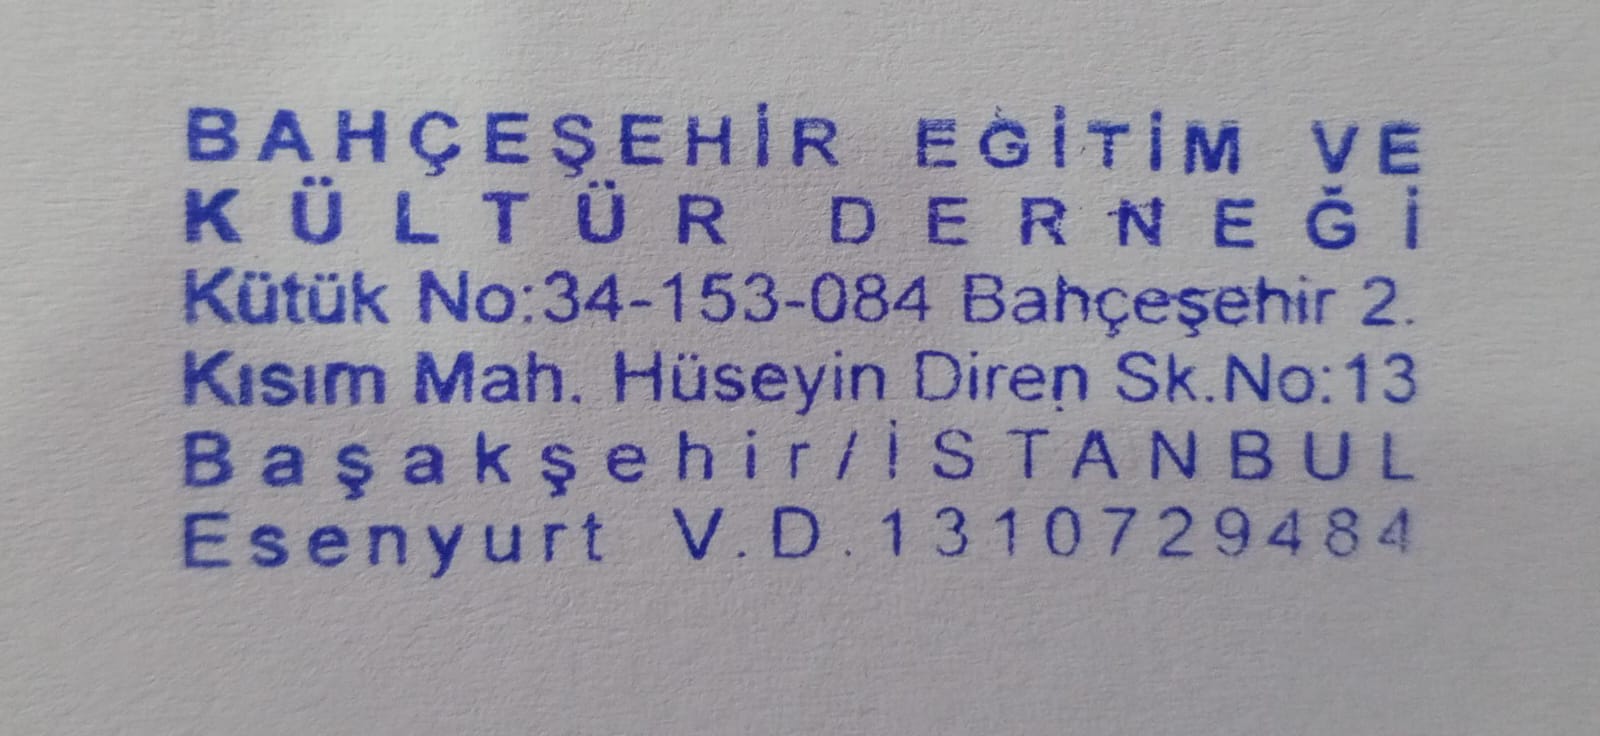 BAHÇEŞEHİR EĞİTİM VE
KÜLTÜR DERNEĞİ
Kütük No:34-153-084 Bahçeşehir 2.
Kısım Mah. Hüseyin Diren Sk.No:13
Başakşehir/İSTANBUL
Esenyurt V.D.1310729484